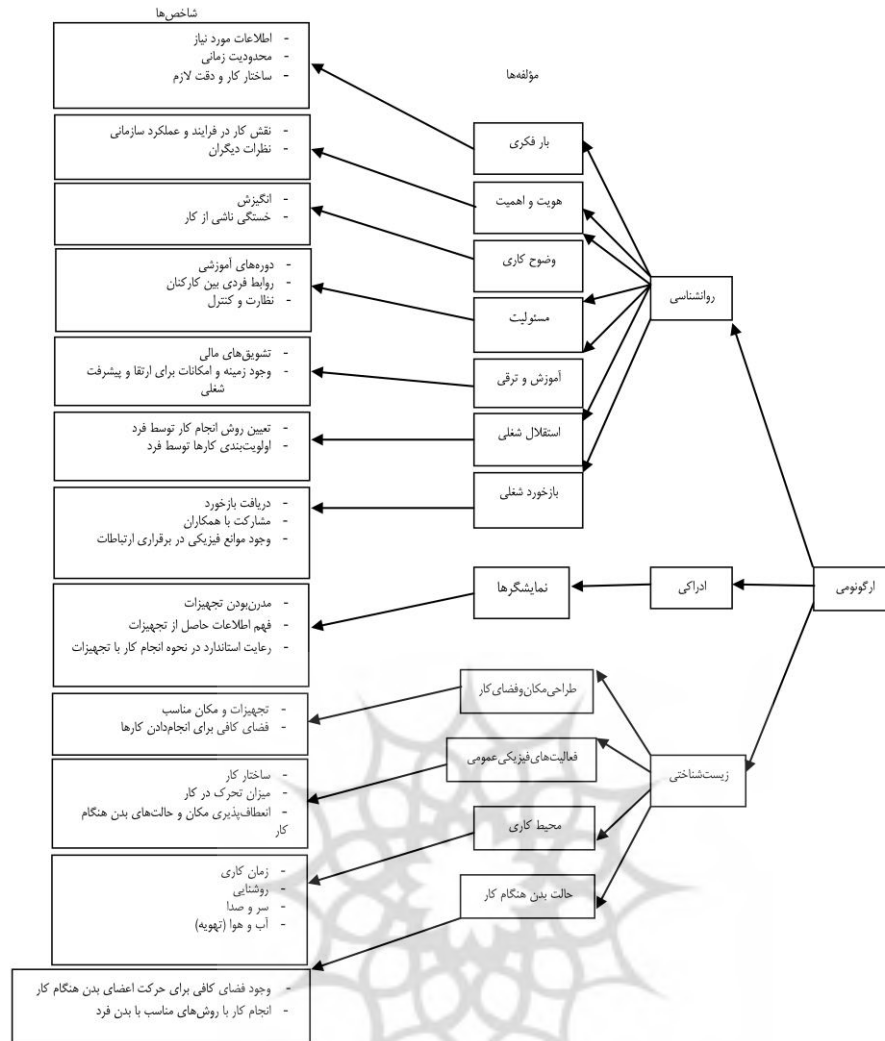 شاخص‌ها
مؤلفه‌ها
ارگونومی
روانشناسی
ادراکی
زیست‌شناختی
بار فکری
هویت و اهمیت
وضوح کاری
مسئولیت
آموزش و ترقی
استقلال شغلی
بازخورد شغلی
نمایشگرها
طراحی مکان و فضای کار
فعالیت‌های فیزیکی عمومی
محیط کاری
حالت بدن هنگام کار
- اطلاعات مورد نیاز
- محدودیت زمانی
- ساختار کار و دقت لازم
- نقش کار در فرایند و عملکرد سازمانی
- نظرات دیگران
- انگیزش
- خستگی ناشی از کار
- دوره‌های آموزشی
- روابط فردی بین کارکنان
- نظارت و کنترل
- تشویق‌های مالی
- وجود زمینه و امکانات برای ارتقا و پیشرفت
شغلی
- تعیین روش انجام کار توسط فرد
- اولویت‌بندی کارها توسط فرد
- دریافت بازخورد
- مشارکت با همکاران
- وجود موانع فیزیکی در برقراری ارتباطات
- مدرن‌بودن تجهیزات
- فهم اطلاعات حاصل از تجهیزات
- رعایت استاندارد در نحوه انجام کار با تجهیزات
- تجهیزات و مکان مناسب
- فضای کافی برای انجام‌دادن کارها
- ساختار کار
- میزان تحرک در کار
- انعطاف‌پذیری مکان و حالت‌های بدن هنگام
کار
- زمان کاری
- روشنایی
- سر و صدا
- آب و هوا (تهویه)
- وجود فضای کافی برای حرکت اعضای بدن هنگام کار
- انجام کار با روش‌های مناسب با بدن فرد